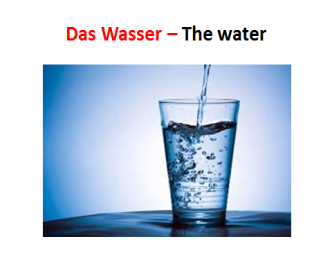 Das Wasser – The water